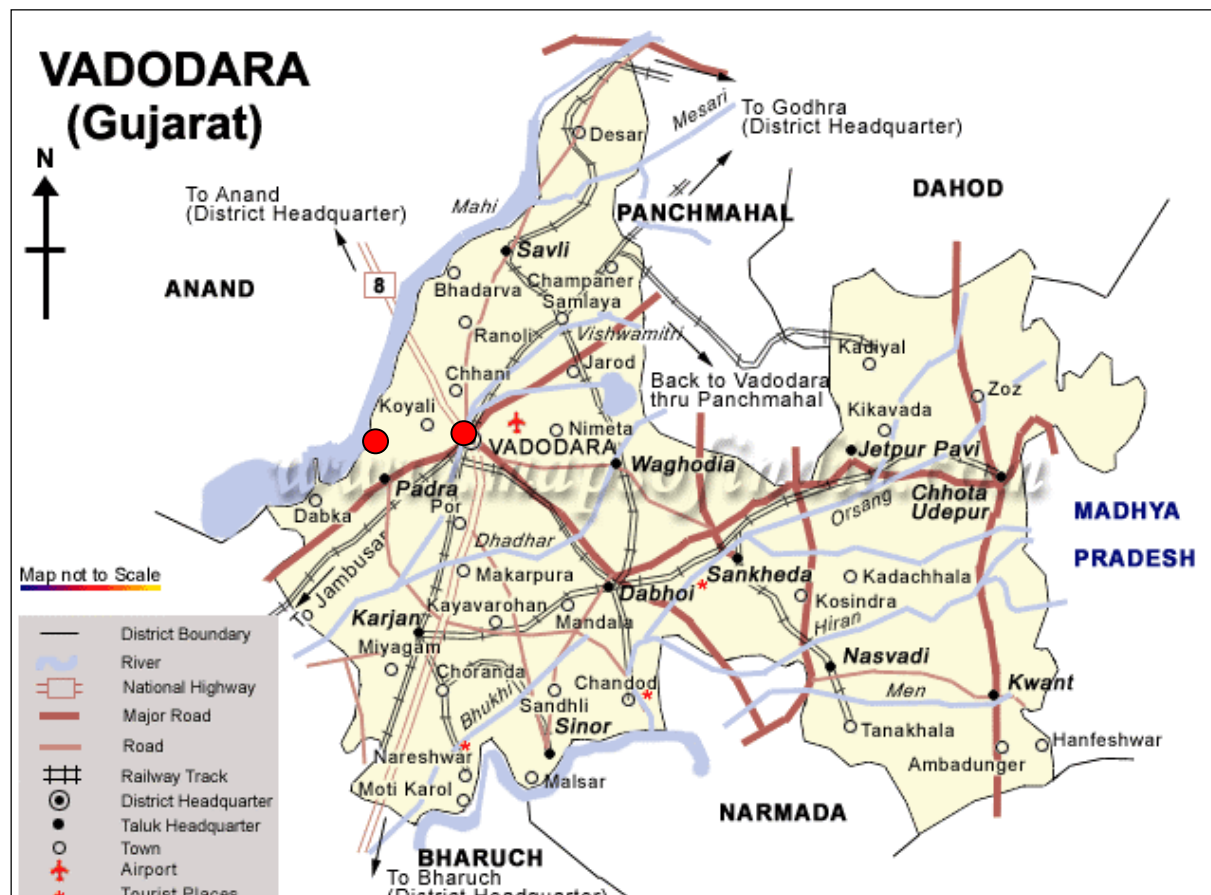 VADODARA
(Gujarat)
N
To Anand
(District Headquarter)
ANAND
8
Mahi
Mesari
Desar
To Godhra
(District Headquarter)
PANCHMAHAL
DAHOD
Savli
Bhadarva
Champaner
Samlaya
Ranoli
Vishwamitri
Jarod
Chhani
Koyali
Back to Vadodara
thru Panchmahal
Kadiyal
Zoz
Kikavada
Nimeta
VADODARA
Waghodia
Jetpur Pavi
Chhota
Udepur
Padra
Dabka
Por
Orsang
MADHYA
PRADESH
Dhadhar
Makarpura
Map not to Scale
To Jambusar
Sankheda
Dabhoi
Kadachhala
Kosindra
Kayavarohan
Mandala
Karjan
Hiran
Miyagam
Choranda
Chandod
Nasvadi
Kwant
Men
Bhukhi
Sandhli
Sinor
Tanakhala
Hanfeshwar
Ambadunger
Nareshwar
Moti Karol
Malsar
NARMADA
BHARUCH
To Bharuch
(District Headquarter)
District Boundary
River
National Highway
Major Road
Road
Railway Track
District Headquarter
Taluk Headquarter
Town
Airport
Tourist Places